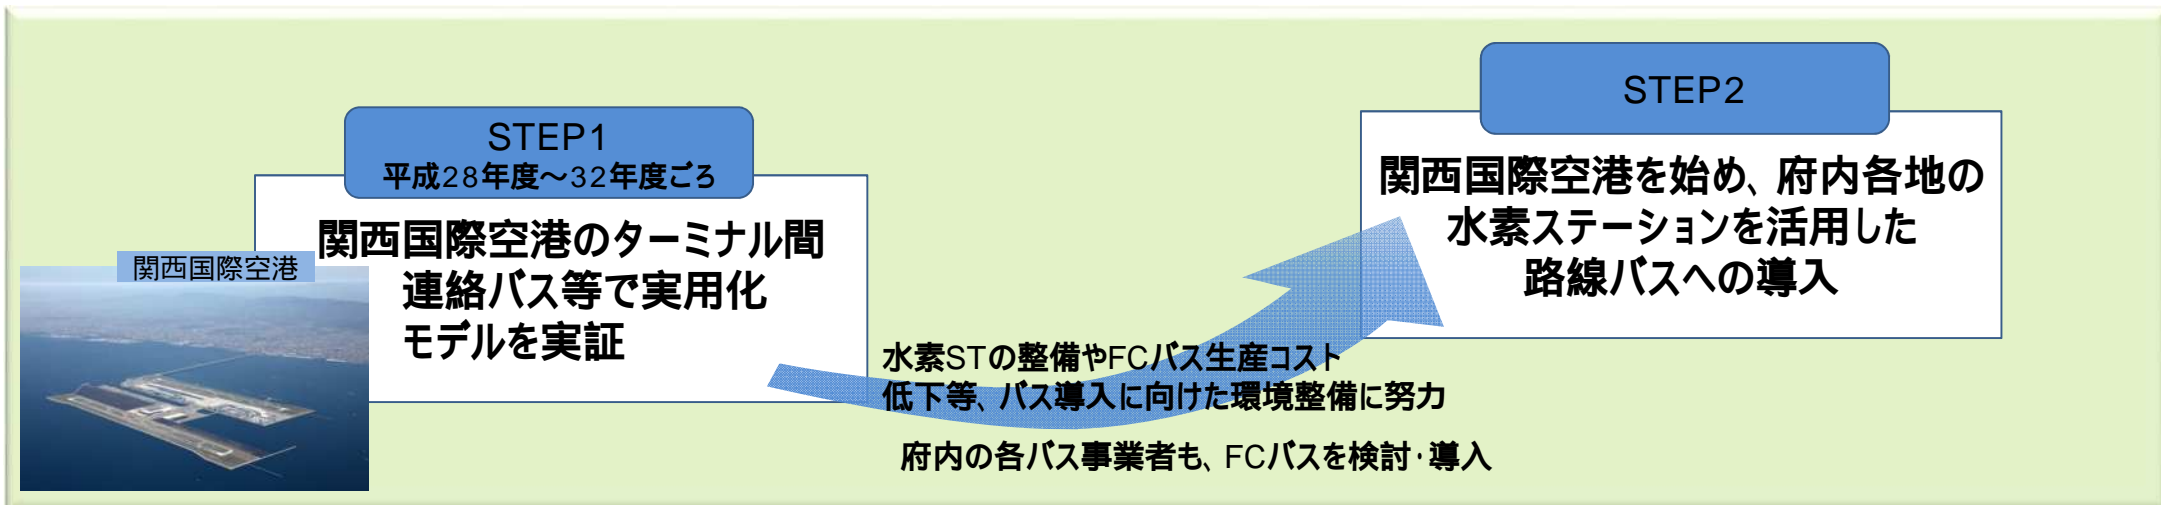 STEP1
平成28年度～32年度ごろ
関西国際空港のターミナル間
連絡バス等で実用化
モデルを実証
関西国際空港
水素STの整備やFCバス生産コスト
低下等、バス導入に向けた環境整備に努力
府内の各バス事業者も、FCバスを検討・導入
STEP2
関西国際空港を始め、府内各地の
水素ステーションを活用した
路線バスへの導入